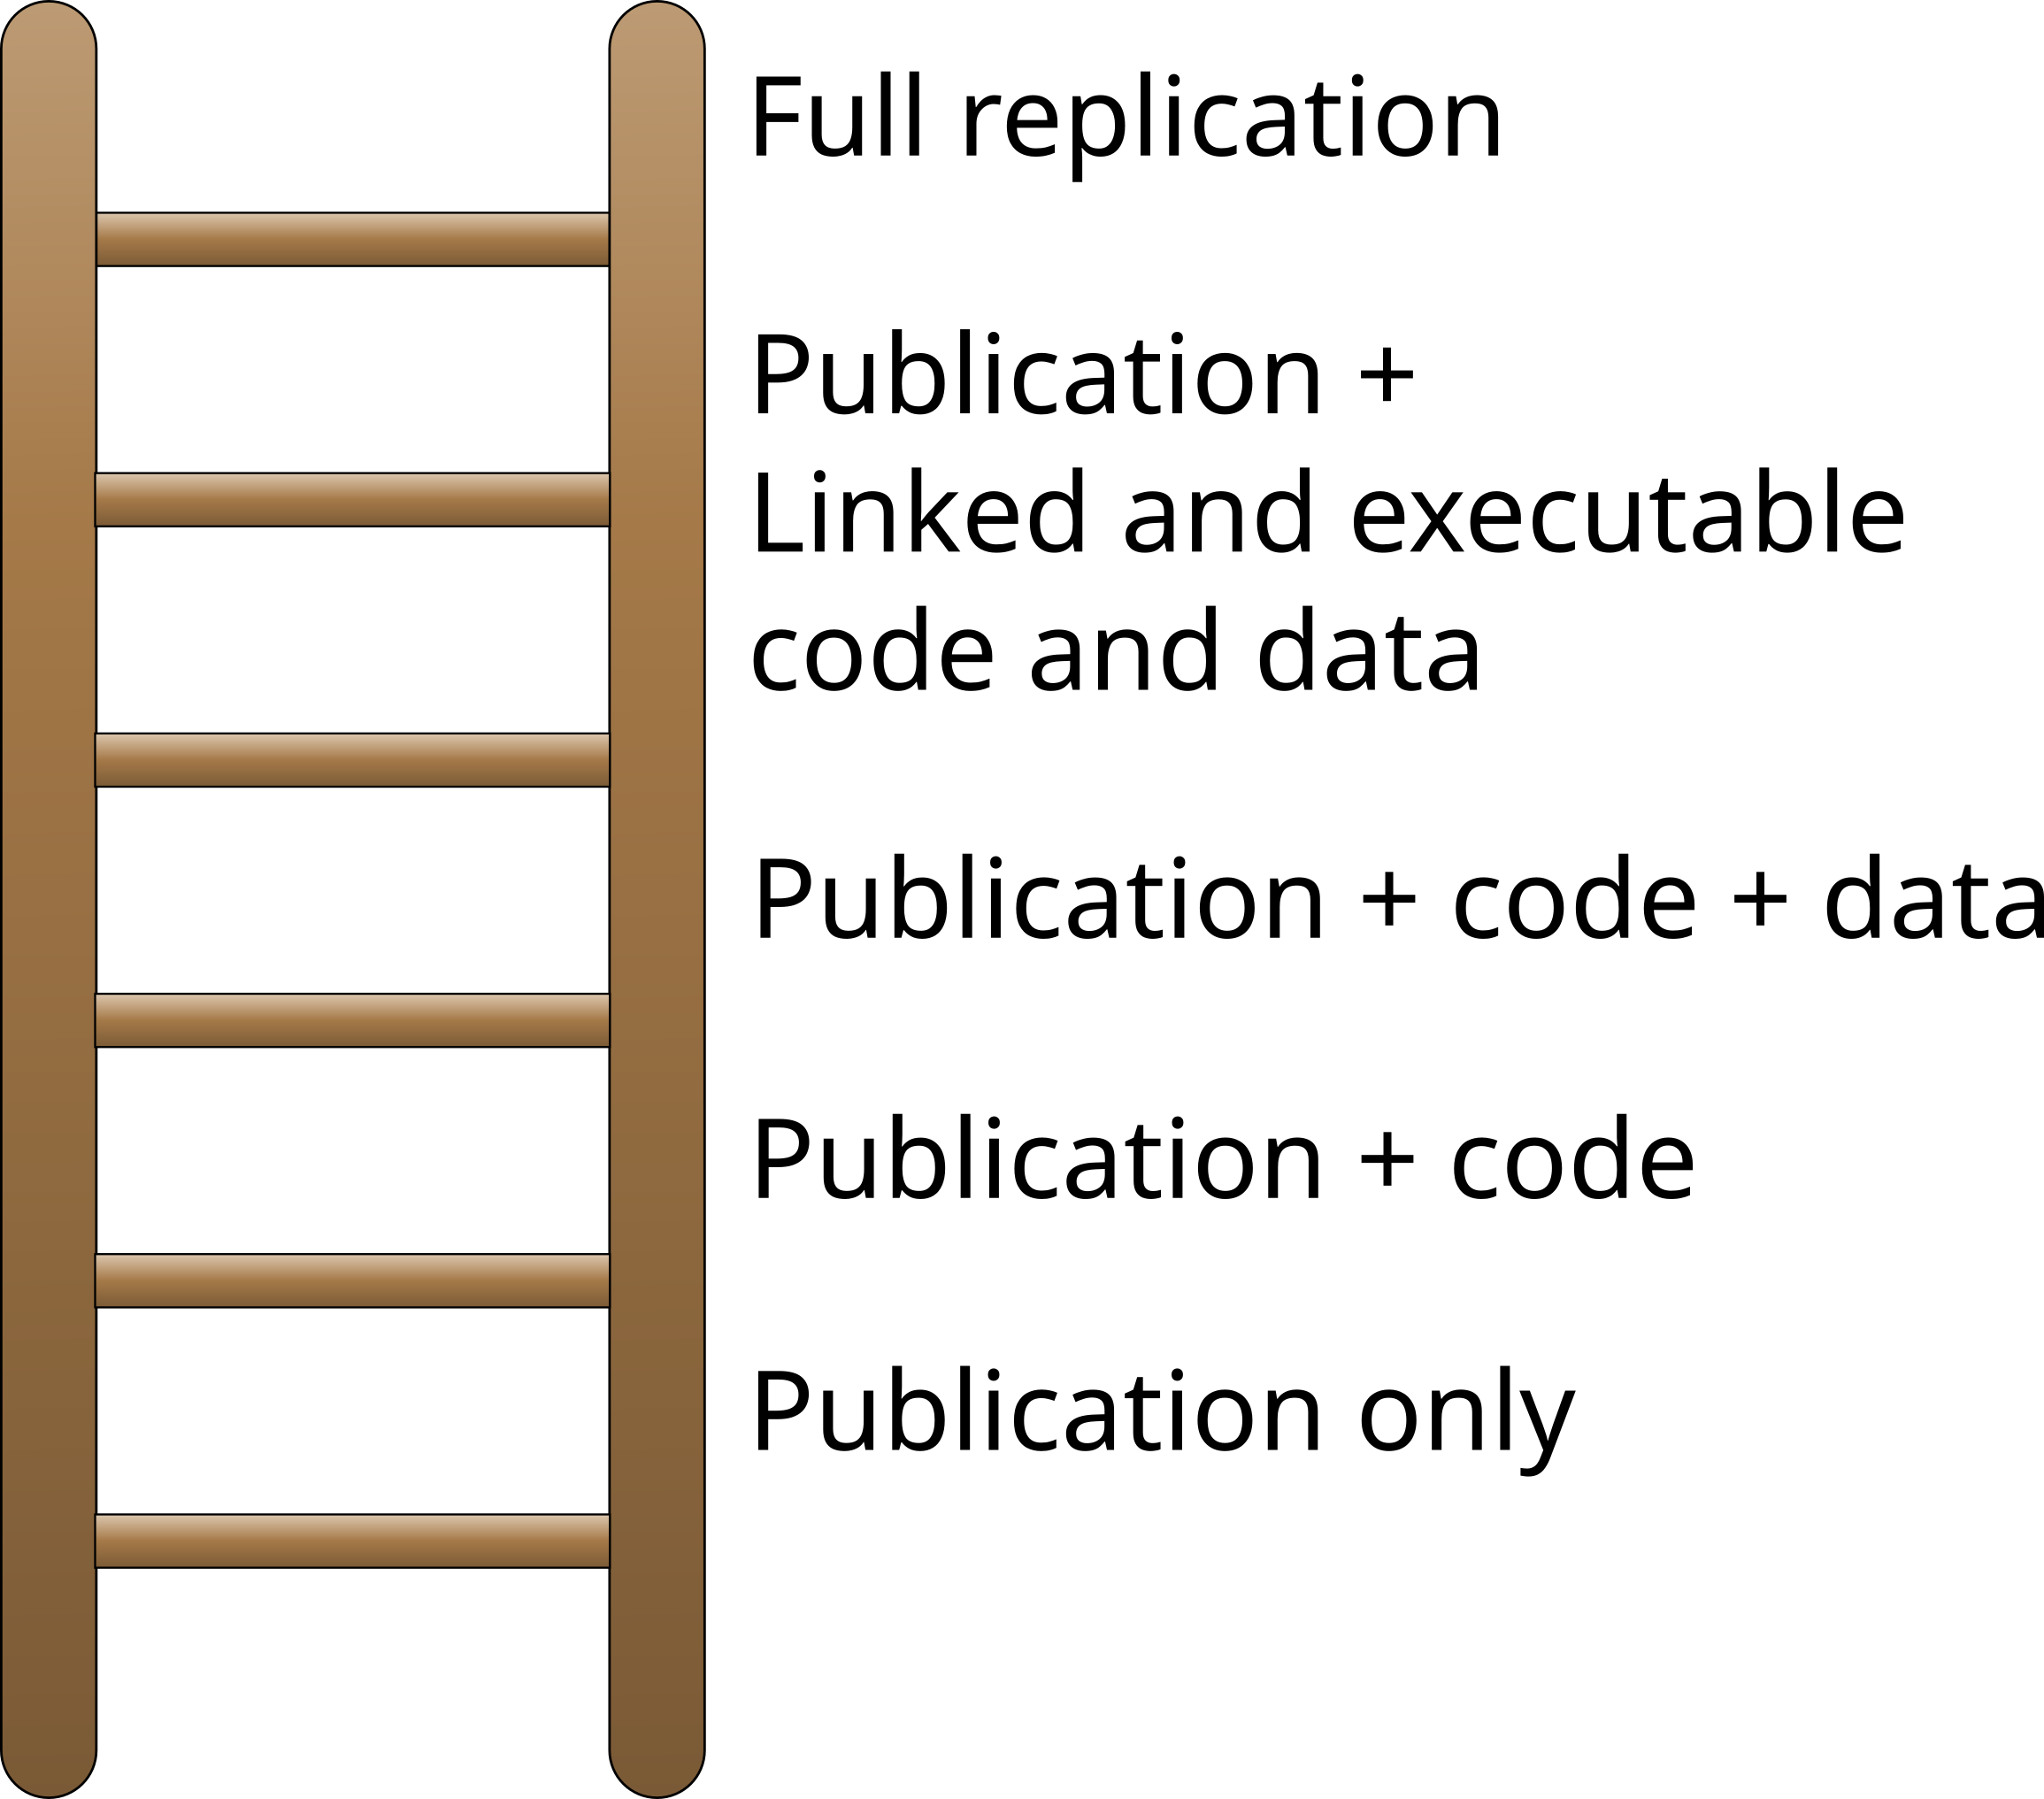 Full replication
Publication +
Linked and executable
code and data
Publication + code + data
Publication + code
Publication only